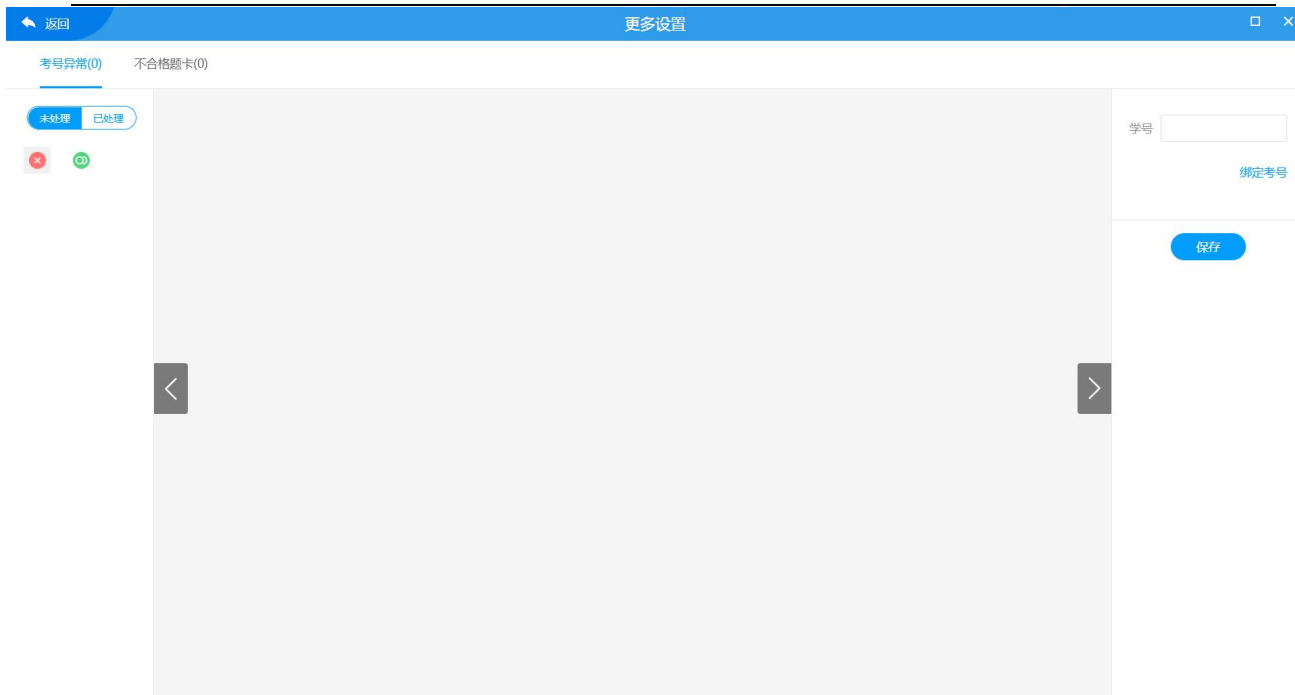 返回
更多设置
考号异常(0) 不合格题卡(0)
未处理 已处理
学号
绑定考号
保存